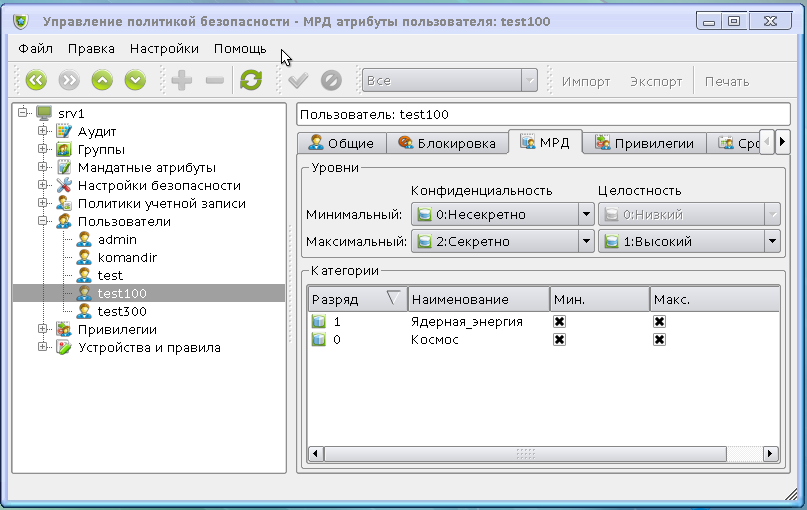 Управление политикой безопасности - МРД атрибуты пользователя: test100
Файл Правка Настройки Помощь
Все Импорт Экспорт Печать
srv1
Аудит
Группы
Мандатные атрибуты
Настройки безопасности
Политики учетной записи
Пользователи
admin
komandir
test
test100
test300
Привилегии
Устройства и правила
Пользователь: test100
Общие Блокировка МРД Привилегии Сро
Уровни
Конфиденциальность Целостность
Минимальный: 0:Несекретно 0:Низкий
Максимальный: 2:Секретно 1:Высокий
Категории
Разряд Наименование Мин. Макс.
1 Ядерная_энергия
0 Космос